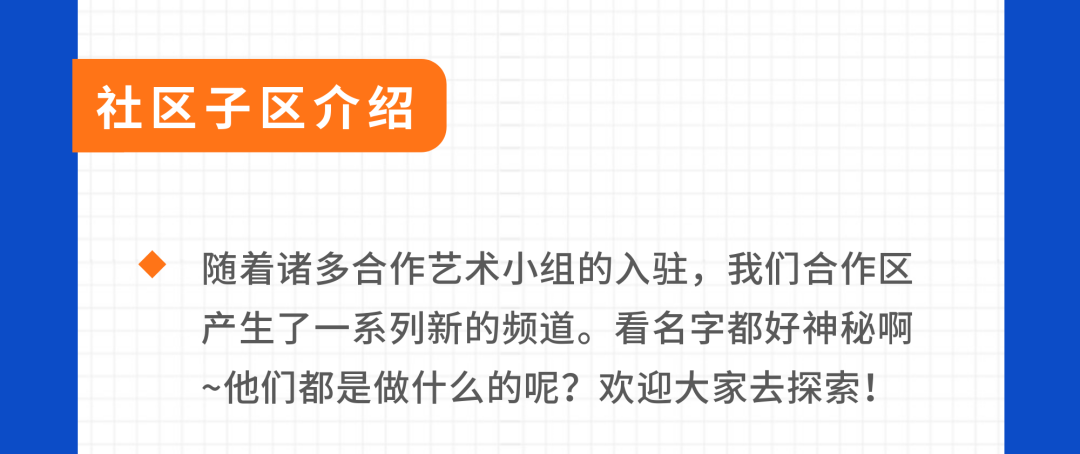 社区子区介绍
随着诸多合作艺术小组的入驻，我们合作区
产生了一系列新的频道。看名字都好神秘啊
~他们都是做什么的呢？欢迎大家去探索！